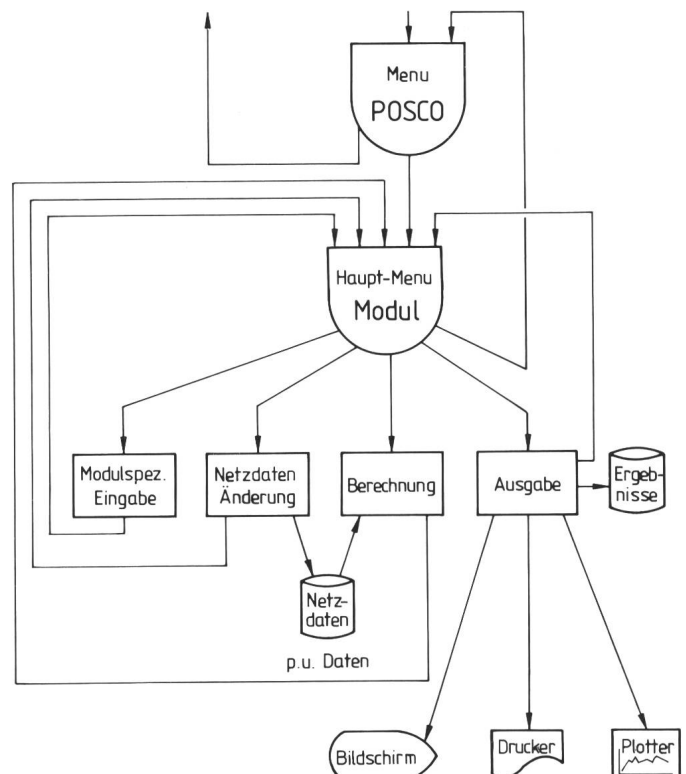 Menu
POSCO
Haupt-Menu
Modul
Modulspez.
Eingabe
Netzdaten
Änderung
Berechnung
Ausgabe
Ergeb-
nisse
Netz-
daten
p.u. Daten
Bildschirm
Drucker
Plotter